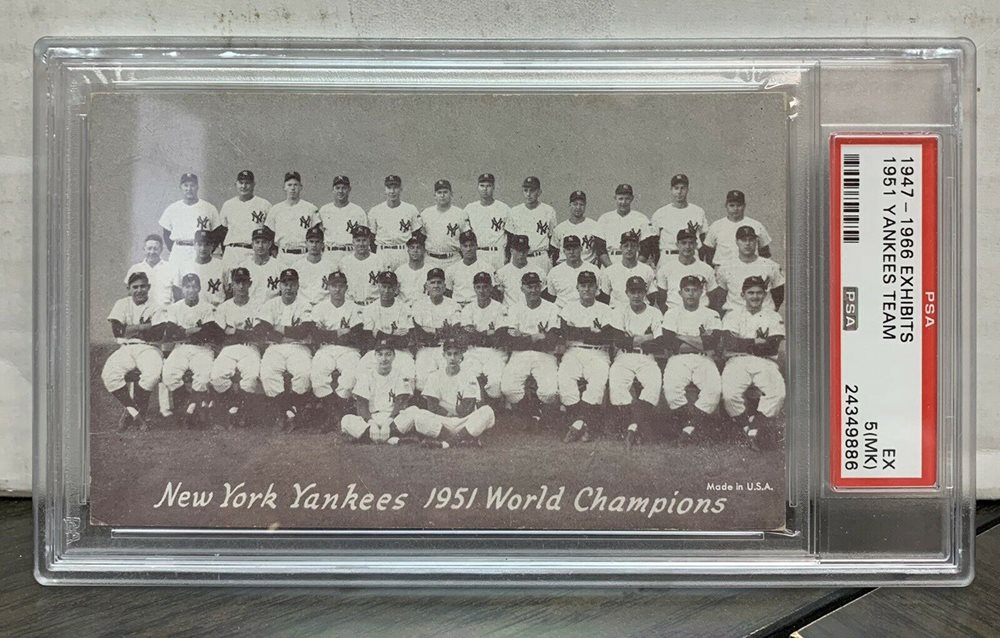 New York Yankees 1951 World Champions
Made in U.S.A.
PSA
1947 - 1966 EXHIBITS
1951 YANKEES TEAM
PSA
EX
5(MK)
24349886